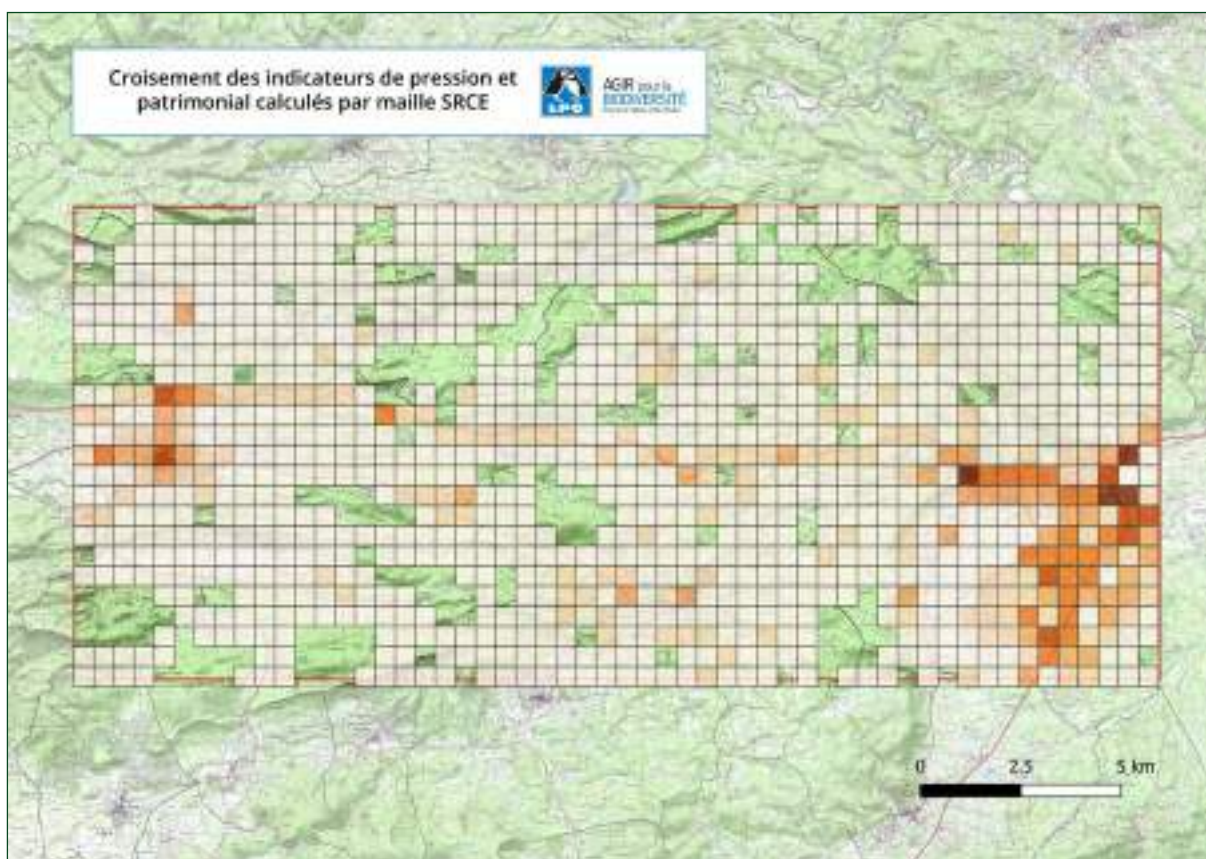 Croisement des indicateurs de pression et
patrimonial calculés par maille SRCE
LPO
AGIR pour la
BIODIVERSITÉ
0 2.5 5 km